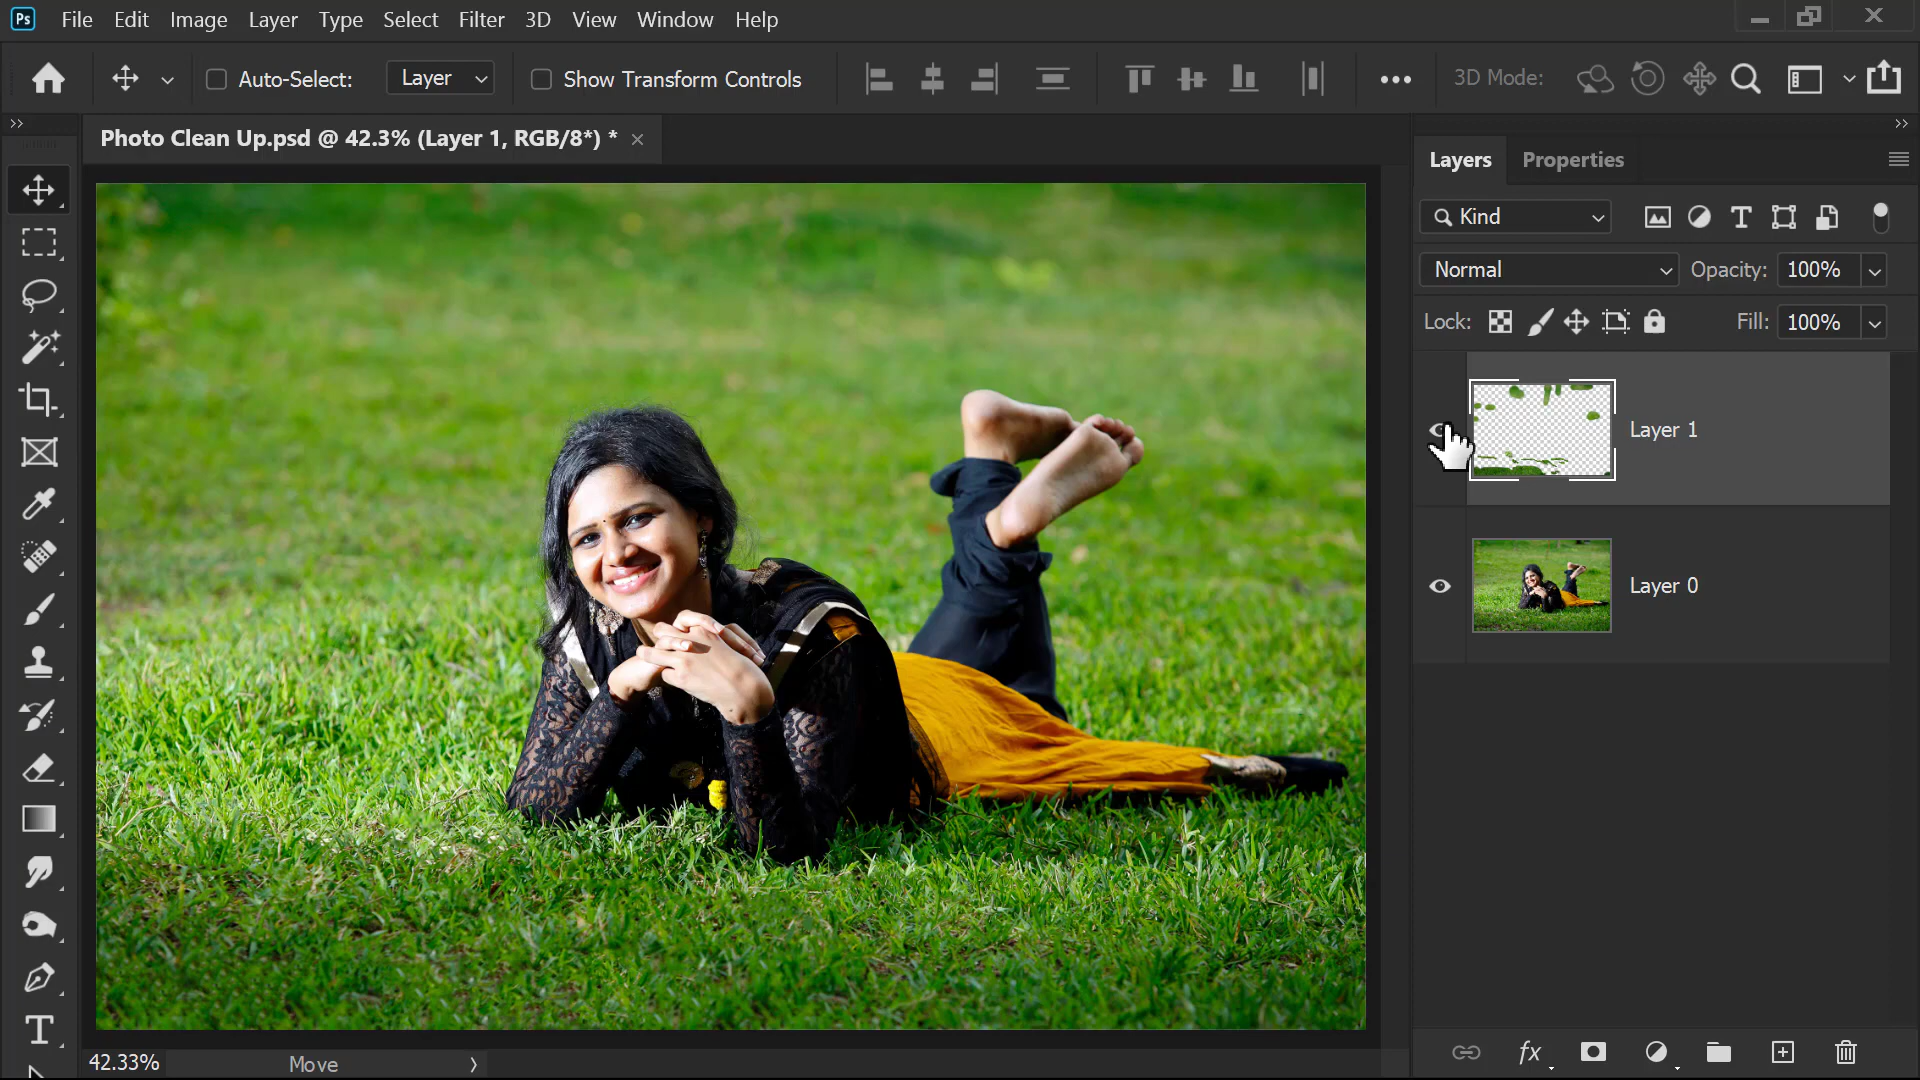 Ps File Edit Image Layer Type Select Filter 3D View Window Help
Auto-Select: Layer Show Transform Controls 3D Mode:
Photo Clean Up.psd @ 42.3% (Layer 1, RGB/8*) *
Layers Properties
Kind
Normal Opacity: 100%
Lock: Fill: 100%
Layer 1
Layer 0
42.33% Move
fx